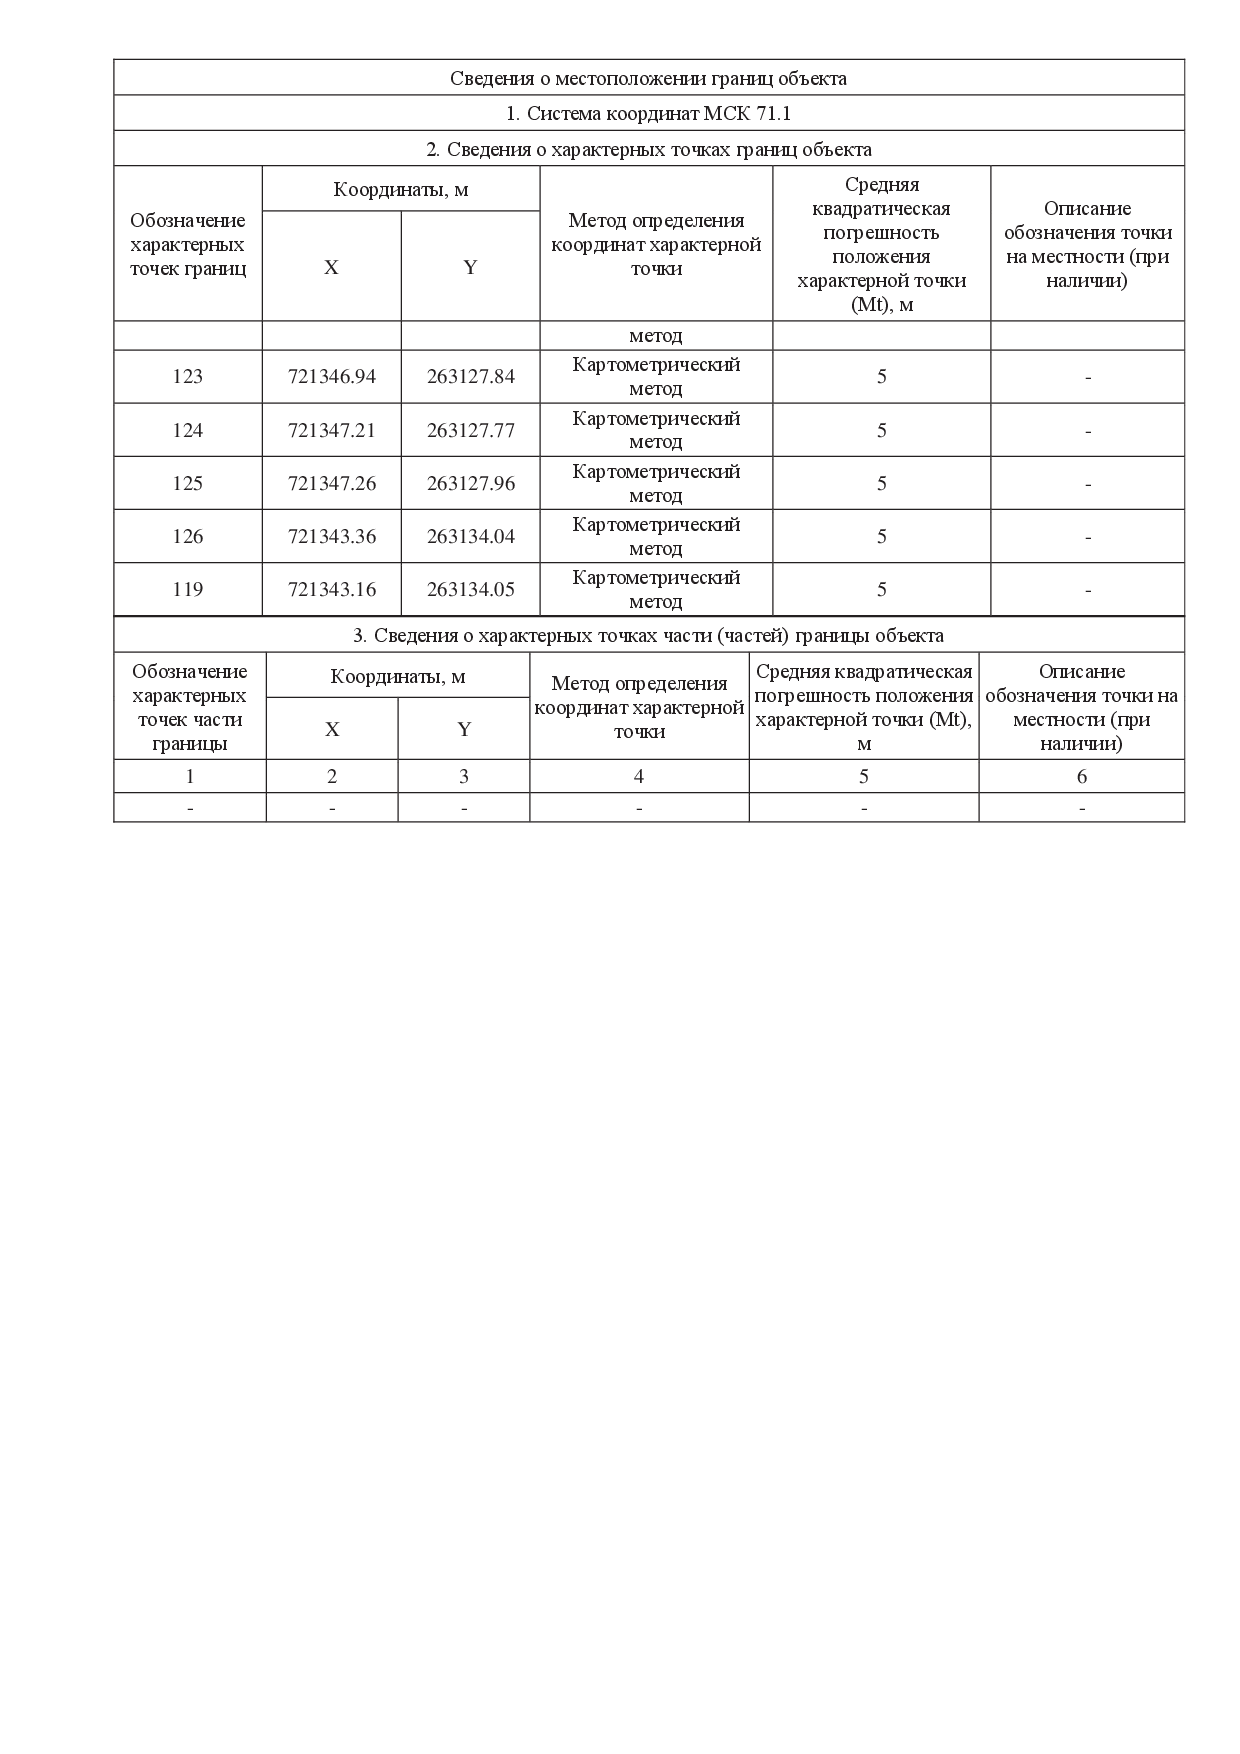 Сведения о местоположении границ объекта
1. Система координат МСК 71.1
2. Сведения о характерных точках границ объекта
Обозначение
характерных
точек границ
Координаты, м
X
Y
Метод определения
координат характерной
точки
Средняя
квадратическая
погрешность
положения
характерной точки
(Mt), м
Описание
обозначения точки
на местности (при
наличии)
метод
123 721346.94 263127.84 Картометрический
метод 5 -
124 721347.21 263127.77 Картометрический
метод 5 -
125 721347.26 263127.96 Картометрический
метод 5 -
126 721343.36 263134.04 Картометрический
метод 5 -
119 721343.16 263134.05 Картометрический
метод 5 -
3. Сведения о характерных точках части (частей) границы объекта
Обозначение
характерных
точек части
границы
Координаты, м
X
Y
Метод определения
координат характерной
точки
Средняя квадратическая
погрешность положения
характерной точки (Mt),
м
Описание
обозначения точки на
местности (при
наличии)
1 2 3 4 5 6
- - - - - -